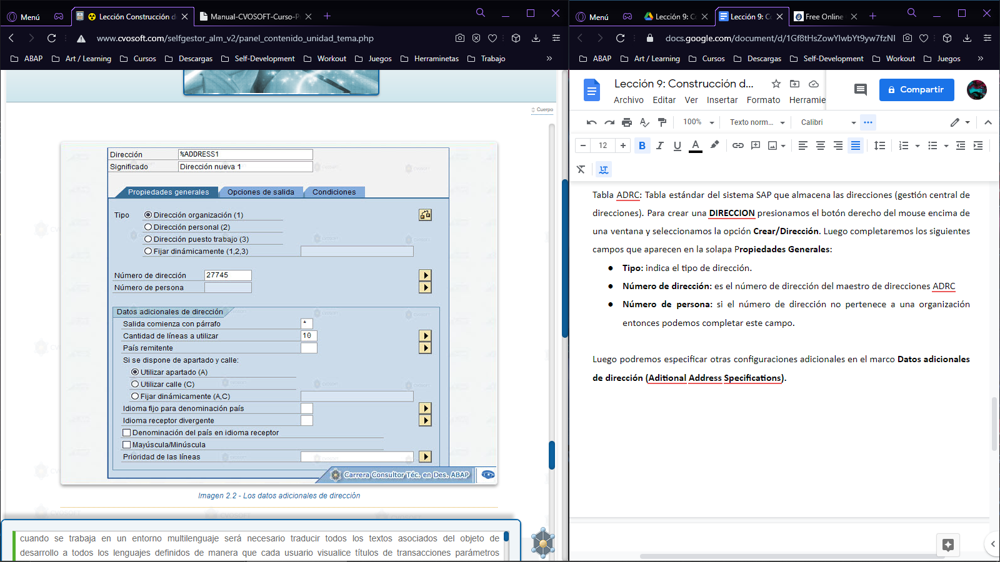 Menú
Lección Construcción d
Manual-CVOSOFT-Curso-P
www.cvosoft.com/selfgestor_alm_v2/panel_contenido_unidad_tema.php
ABAP
Art / Learning
Cursos
Descargas
Self-Development
Workout
Juegos
Herraminetas
Trabajo
»
Cuerpo
Dirección
%ADDRESS1
Significado
Dirección nueva 1
Propiedades generales
Opciones de salida
Condiciones
Tipo
Dirección organización (1)
Dirección personal (2)
Dirección puesto trabajo (3)
Fijar dinámicamente (1,2,3)
Número de dirección
27745
Número de persona
Datos adicionales de dirección
Salida comienza con párrafo
*
Cantidad de líneas a utilizar
10
País remitente
Si se dispone de apartado y calle:
Utilizar apartado (A)
Utilizar calle (C)
Fijar dinámicamente (A,C)
Idioma fijo para denominación país
Idioma receptor divergente
Denominación del país en idioma receptor
Mayúscula/Minúscula
Prioridad de las líneas
Carrera Consultor Téc. en Des. ABAP
Imagen 2.2 - Los datos adicionales de dirección
cuando se trabaja en un entorno multilenguaje será necesario traducir todos los textos asociados del objeto de
desarrollo a todos los lenguajes definidos de manera que cada usuario visualice títulos de transacciones parámetros
Menú
Lección 9: C
Lección 9: C
Free Online
docs.google.com/document/d/1Gf8tHsZowYlwbYt9yw7fzNI
ABAP
Art / Learning
Cursos
Descargas
Self-Development
Workout
Juegos
»
Lección 9: Construcción d...
Archivo
Editar
Ver
Insertar
Formato
Herramie
Compartir
100%
Texto norm...
Calibri
12
B
I
U
A
Tabla ADRC: Tabla estándar del sistema SAP que almacena las direcciones (gestión central de
direcciones). Para crear una DIRECCION presionamos el botón derecho del mouse encima de
una ventana y seleccionamos la opción Crear/Dirección. Luego completaremos los siguientes
campos que aparecen en la solapa Propiedades Generales:
● Tipo: indica el tipo de dirección.
● Número de dirección: es el número de dirección del maestro de direcciones ADRC
● Número de persona: si el número de dirección no pertenece a una organización
entonces podemos completar este campo.
Luego podremos especificar otras configuraciones adicionales en el marco Datos adicionales
de dirección (Aditional Address Specifications).